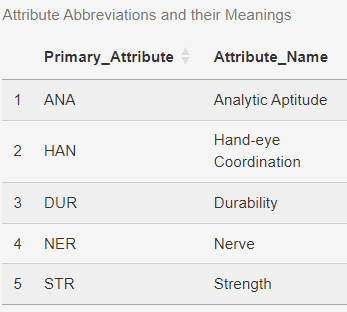 Attribute Abbreviations and their Meanings
Primary_Attribute Attribute_Name
1 ANA Analytic Aptitude
2 HAN Hand-eye
Coordination
3 DUR Durability
4 NER Nerve
5 STR Strength